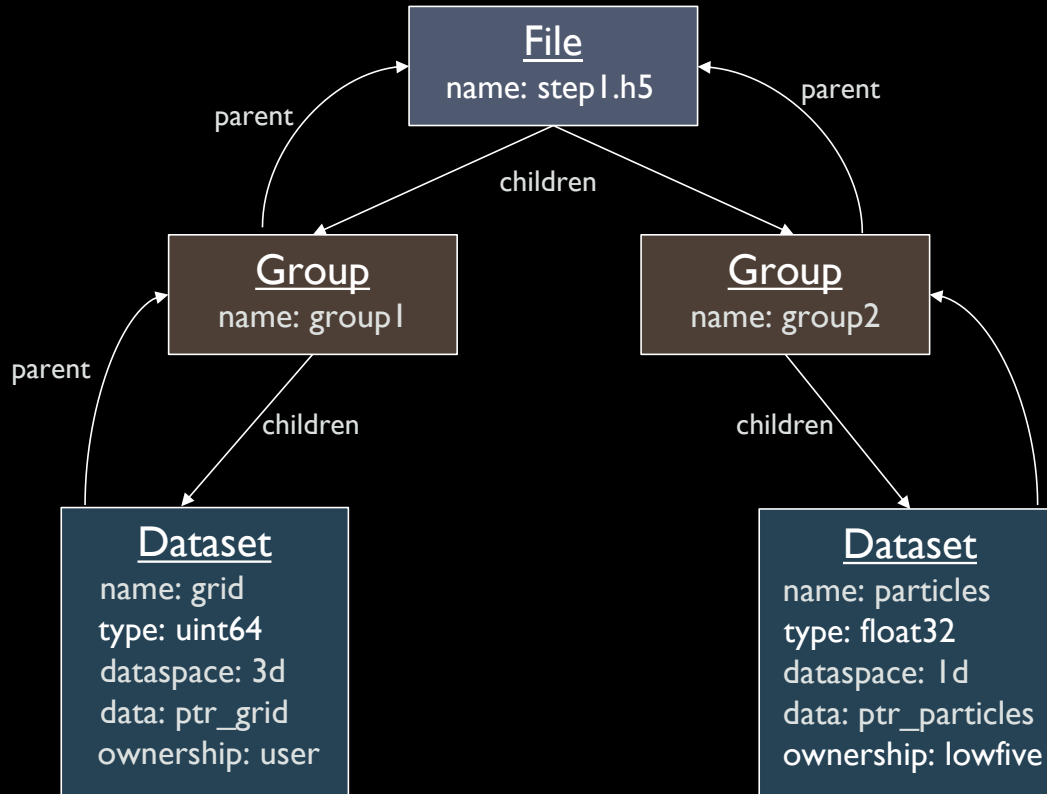 File
name: step1.h5
parent
parent
children
Group
name: group1
Group
name: group2
parent
children
children
Dataset
name: grid
type: uint64
dataspace: 3d
data: ptr_grid
ownership: user
Dataset
name: particles
type: float32
dataspace: 1d
data: ptr_particles
ownership: lowfive